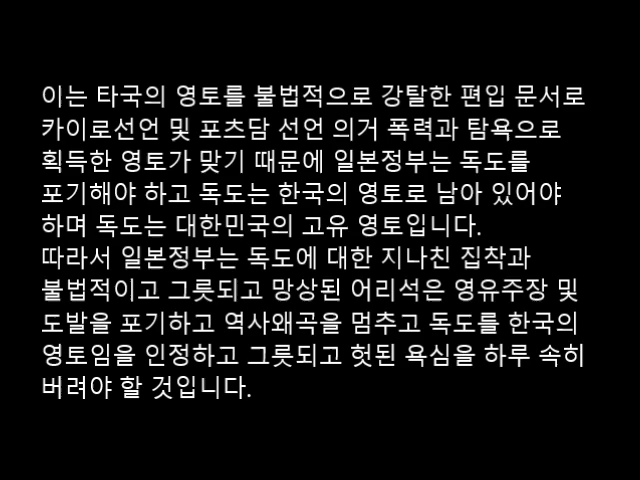 이는 타국의 영토를 불법적으로 강탈한 편입 문서로
카이로선언 및 포츠담 선언 의거 폭력과 탐욕으로
획득한 영토가 맞기 때문에 일본정부는 독도를
포기해야 하고 독도는 한국의 영토로 남아 있어야
하며 독도는 대한민국의 고유 영토입니다.
따라서 일본정부는 독도에 대한 지나친 집착과
불법적이고 그릇되고 망상된 어리석은 영유주장 및
도발을 포기하고 역사왜곡을 멈추고 독도를 한국의
영토임을 인정하고 그릇되고 헛된 욕심을 하루 속히
버려야 할 것입니다.